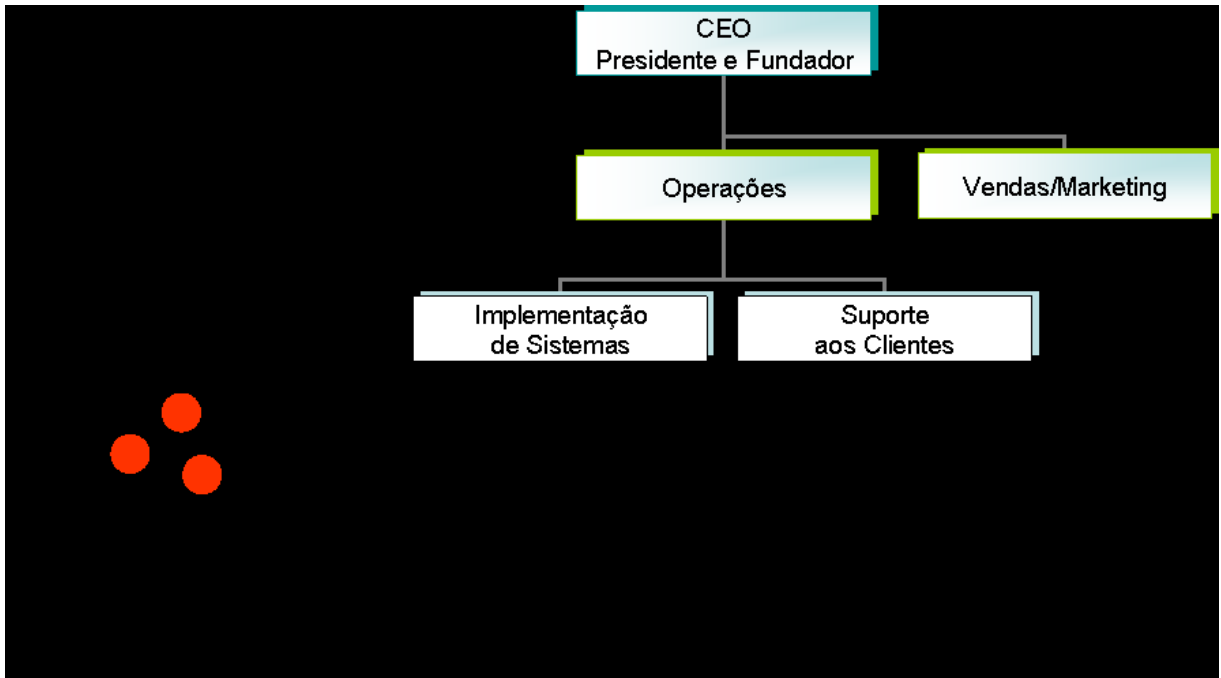 CEO
Presidente e Fundador
Operações
Vendas/Marketing
Implementação
de Sistemas
Suporte
aos Clientes